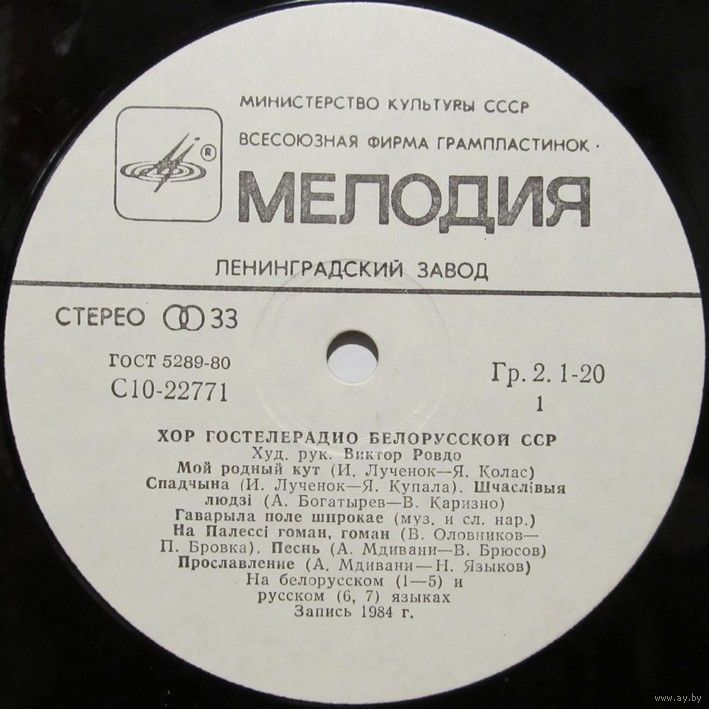 МИНИСТЕРСТВО КУЛЬТУРЫ СССР
ВСЕСОЮЗНАЯ ФИРМА ГРАМПЛАСТИНОК ·
®
МЕЛОДИЯ
ЛЕНИНГРАДСКИЙ ЗАВОД
СТЕРЕО 33
ГОСТ 5289-80
С10-22771
Гр. 2. 1-20
1
ХОР ГОСТЕЛЕРАДИО БЕЛОРУССКОЙ ССР
Худ. рук. Виктор Ровдо
Мой родный кут (И. Лученок—Я. Колас)
Спадчына (И. Лученок—Я. Купала). Шчаслівыя
людзі (А. Богатырев—В. Каризно)
Гаварыла поле шірокае (муз. и сл. нар.)
На Палессі гоман, гоман (В. Оловников—
П. Бровка). Песнь (А. Мдивани—В. Брюсов)
Прославление (А. Мдивани—Н. Языков)
На белорусском (1—5) и
русском (6, 7) языках
Запись 1984 г.
www.ay.by